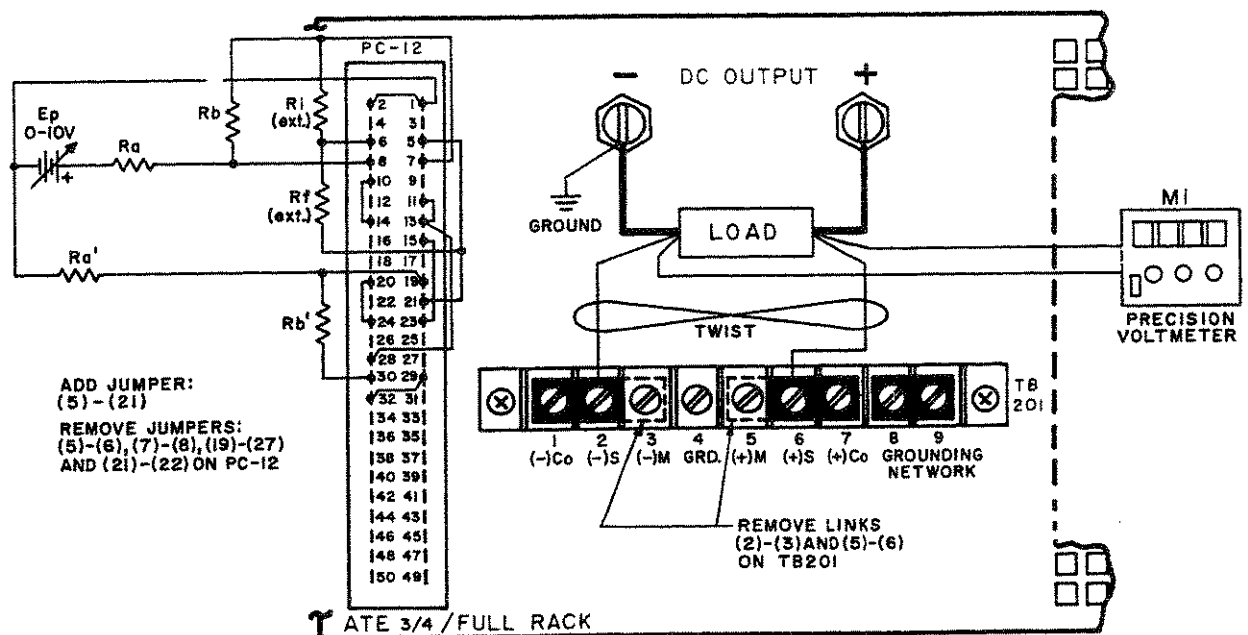 PC-12
DC OUTPUT
− +
Ep
0-10V
Ra
Rb
Ri
(ext.)
Rf
(ext.)
Ra'
Rb'
2 1
4 3
6 5
8 7
10 9
12 11
14 13
16 15
18 17
20 19
22 21
24 23
26 25
28 27
30 29
32 31
34 33
36 35
38 37
40 39
42 41
44 43
46 45
48 47
50 49
GROUND
LOAD
M1
PRECISION
VOLTMETER
TWIST
ADD JUMPER:
(5)-(21)
REMOVE JUMPERS:
(5)-(6),(7)-(8),(19)-(27)
AND (21)-(22) ON PC-12
TB
201
1 2 3 4 5 6 7 8 9
(-)Co (-)S (-)M GRD. (+)M (+)S (+)Co GROUNDING
NETWORK
REMOVE LINKS
(2)-(3) AND (5)-(6)
ON TB201
ATE 3/4 / FULL RACK